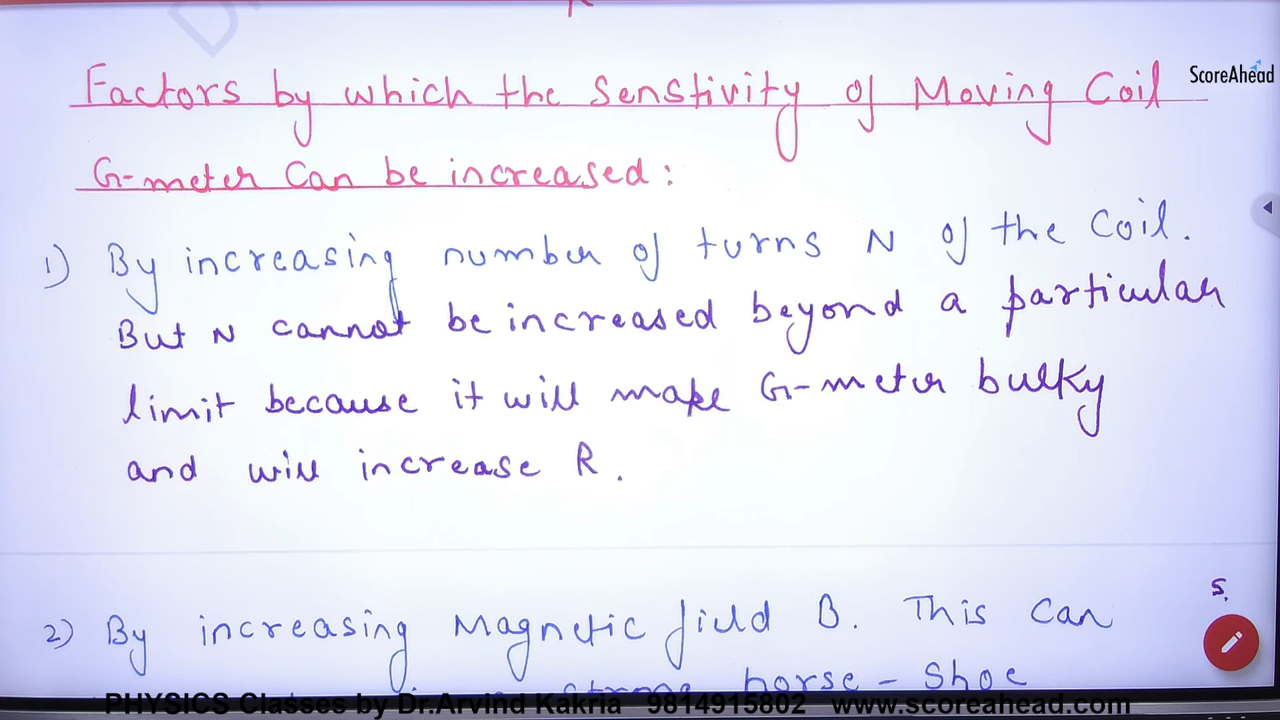 ScoreAhead
Factors by which the Senstivity of Moving Coil
G-meter Can be increased:
1) By increasing number of turns N of the Coil.
But N cannot be increased beyond a particular
limit because it will make G-meter bulky
and will increase R.
5.
2) By increasing Magnetic field B. This Can
strong horse-Shoe
PHYSICS Classes by Dr.Arvind Kakria 9814915802 www.scoreahead.com